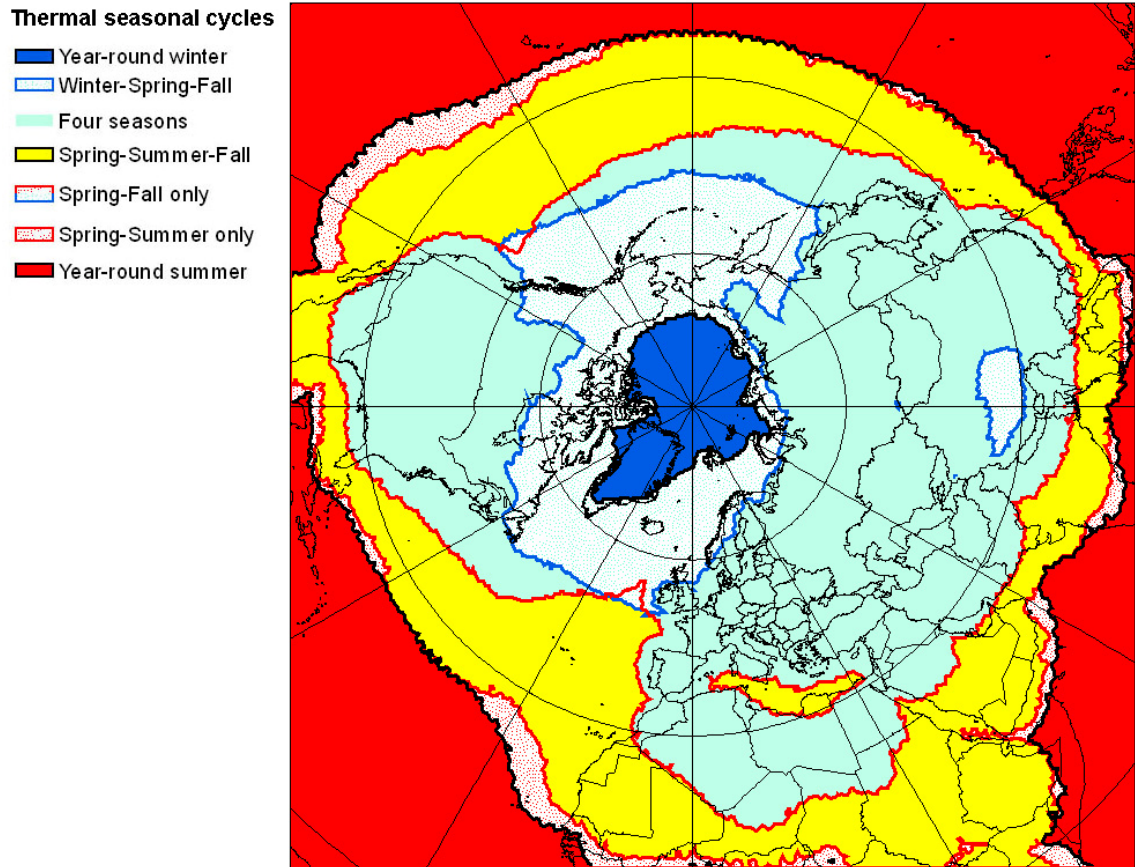 Thermal seasonal cycles
Year-round winter
Winter-Spring-Fall
Four seasons
Spring-Summer-Fall
Spring-Fall only
Spring-Summer only
Year-round summer